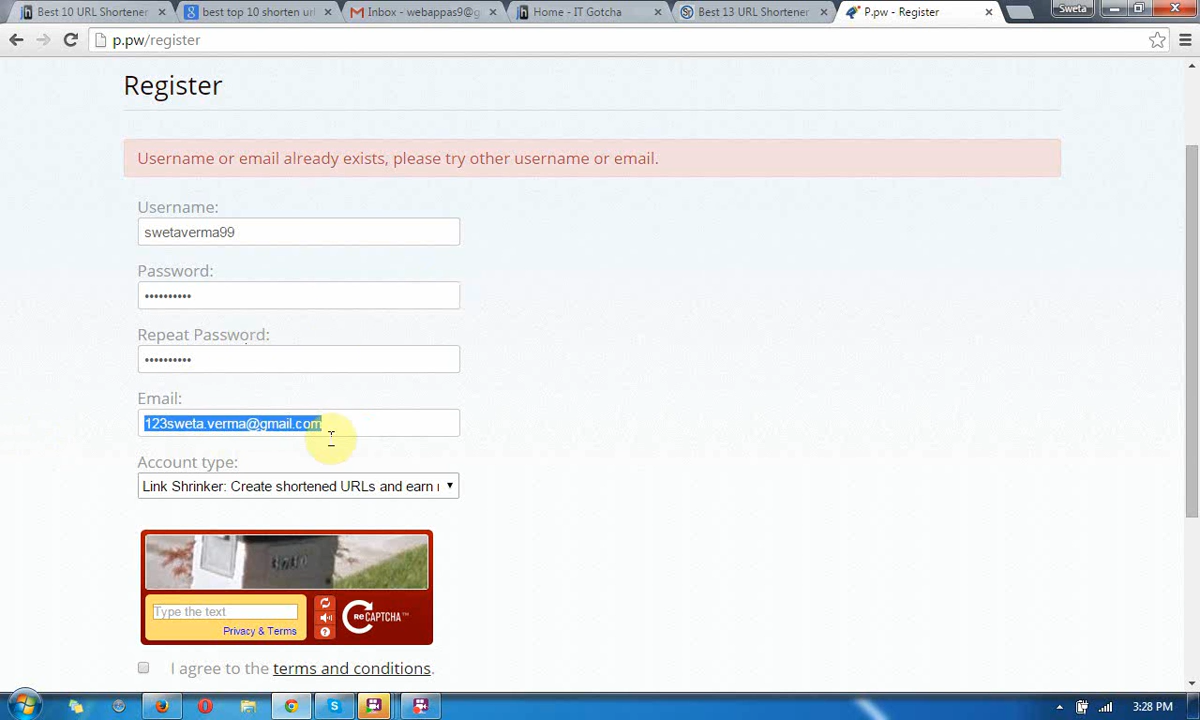 Best 10 URL Shortener
best top 10 shorten url
Inbox - webappas9@g
Home - IT Gotcha
Best 13 URL Shortener
P.pw - Register
Sweta
p.pw/register
Register
Username or email already exists, please try other username or email.
Username:
swetaverma99
Password:
••••••••••
Repeat Password:
••••••••••
Email:
123sweta.verma@gmail.com
Account type:
Link Shrinker: Create shortened URLs and earn
Type the text
Privacy & Terms
reCAPTCHA™
I agree to the terms and conditions.
3:28 PM